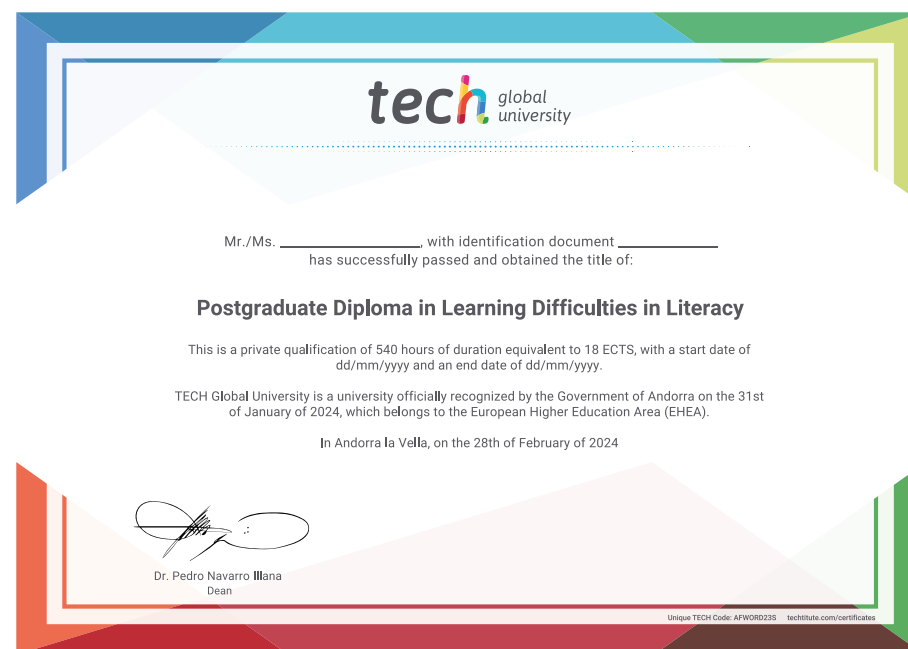 tech global
university
Mr./Ms. ____________________, with identification document ______________
has successfully passed and obtained the title of:
Postgraduate Diploma in Learning Difficulties in Literacy
This is a private qualification of 540 hours of duration equivalent to 18 ECTS, with a start date of
dd/mm/yyyy and an end date of dd/mm/yyyy.
TECH Global University is a university officially recognized by the Government of Andorra on the 31st
of January of 2024, which belongs to the European Higher Education Area (EHEA).
In Andorra la Vella, on the 28th of February of 2024
Dr. Pedro Navarro Illana
Dean
Unique TECH Code: AFWORD23S techtitute.com/certificates